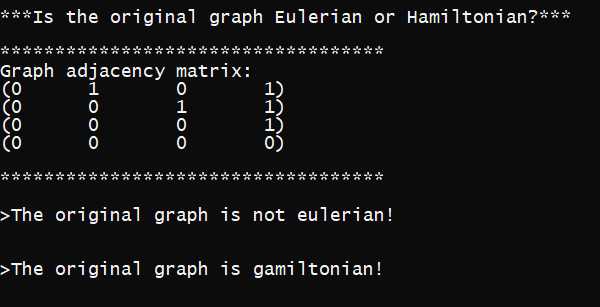 ***Is the original graph Eulerian or Hamiltonian?***
***********************************
Graph adjacency matrix:
(0 1 0 1)
(0 0 1 1)
(0 0 0 1)
(0 0 0 0)
***********************************
>The original graph is not eulerian!
>The original graph is gamiltonian!